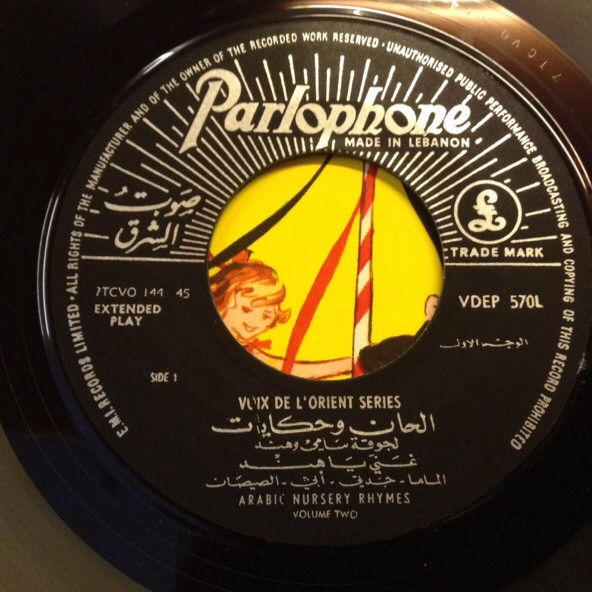 E.M.I. RECORDS LIMITED · ALL RIGHTS OF THE MANUFACTURER AND OF THE OWNER OF THE RECORDED WORK RESERVED · UNAUTHORISED PUBLIC PERFORMANCE BROADCASTING AND COPYING OF THIS RECORD PROHIBITED
Parlophone
MADE IN LEBANON
صوت
الشرق
£
TRADE MARK
7TCVO 144 45
EXTENDED
PLAY
VDEP 570L
الوجه الاول
SIDE 1
VOIX DE L'ORIENT SERIES
الحان وحكايات
لجوقة سامي وهند
غني يا هند
الماما - جدتي - أبي - الصيصان
ARABIC NURSERY RHYMES
VOLUME TWO
7TCVO